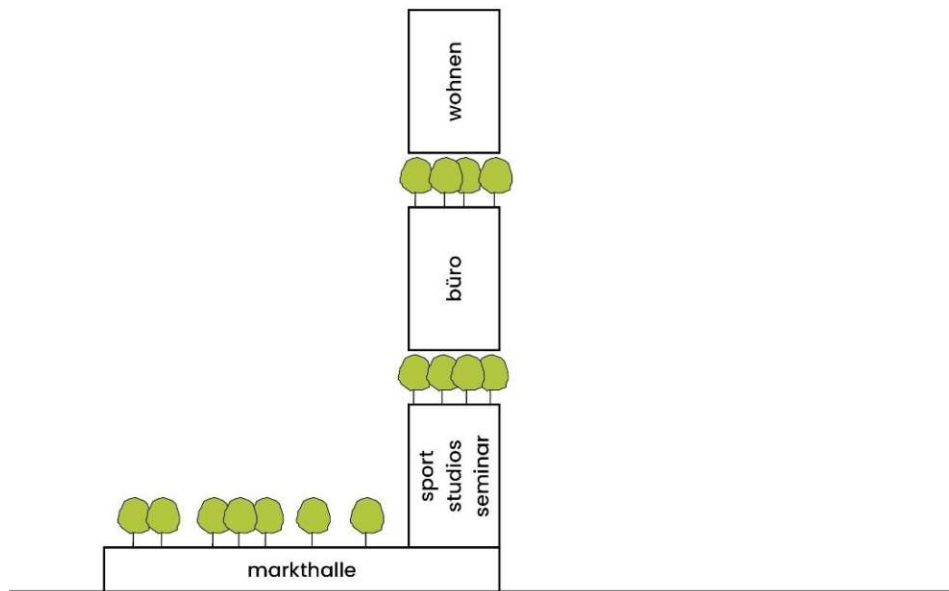 wohnen
büro
sport
studios
seminar
markthalle